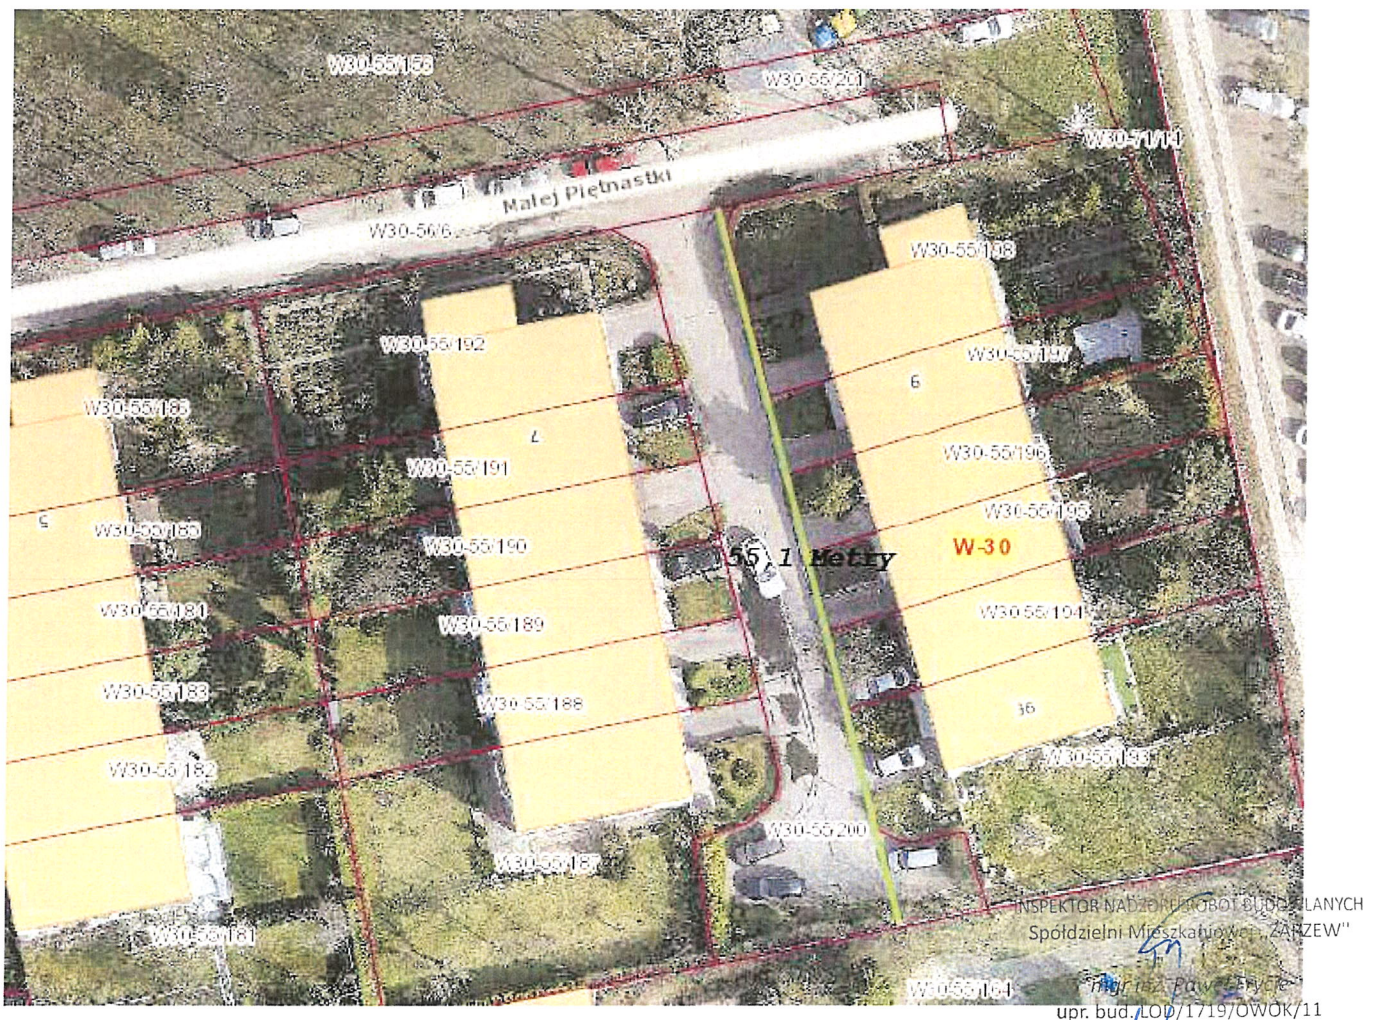 W30-55/156
W30-55/201
W30-71/11
Małej Piętnastki
W30-56/6
W30-55/198
W30-55/192
W30-55/197
9
W30-55/186
7
W30-55/191
W30-55/196
5
W30-55/185
W30-55/195
W30-55/190
55 1 Metry
W-30
W30-55/184
W30-55/189
W30-55/194
W30-55/183
W30-55/188
36
W30-55/182
W30-55/193
W30-55/200
W30-55/187
W30-55/181
INSPEKTOR NADZORU ROBÓT BUDOWLANYCH
Spółdzielni Mieszkaniowej „ZARZEW"
W30-55/164
mgr inż. Paweł
upr. bud. ŁOD/1719/OWOK/11